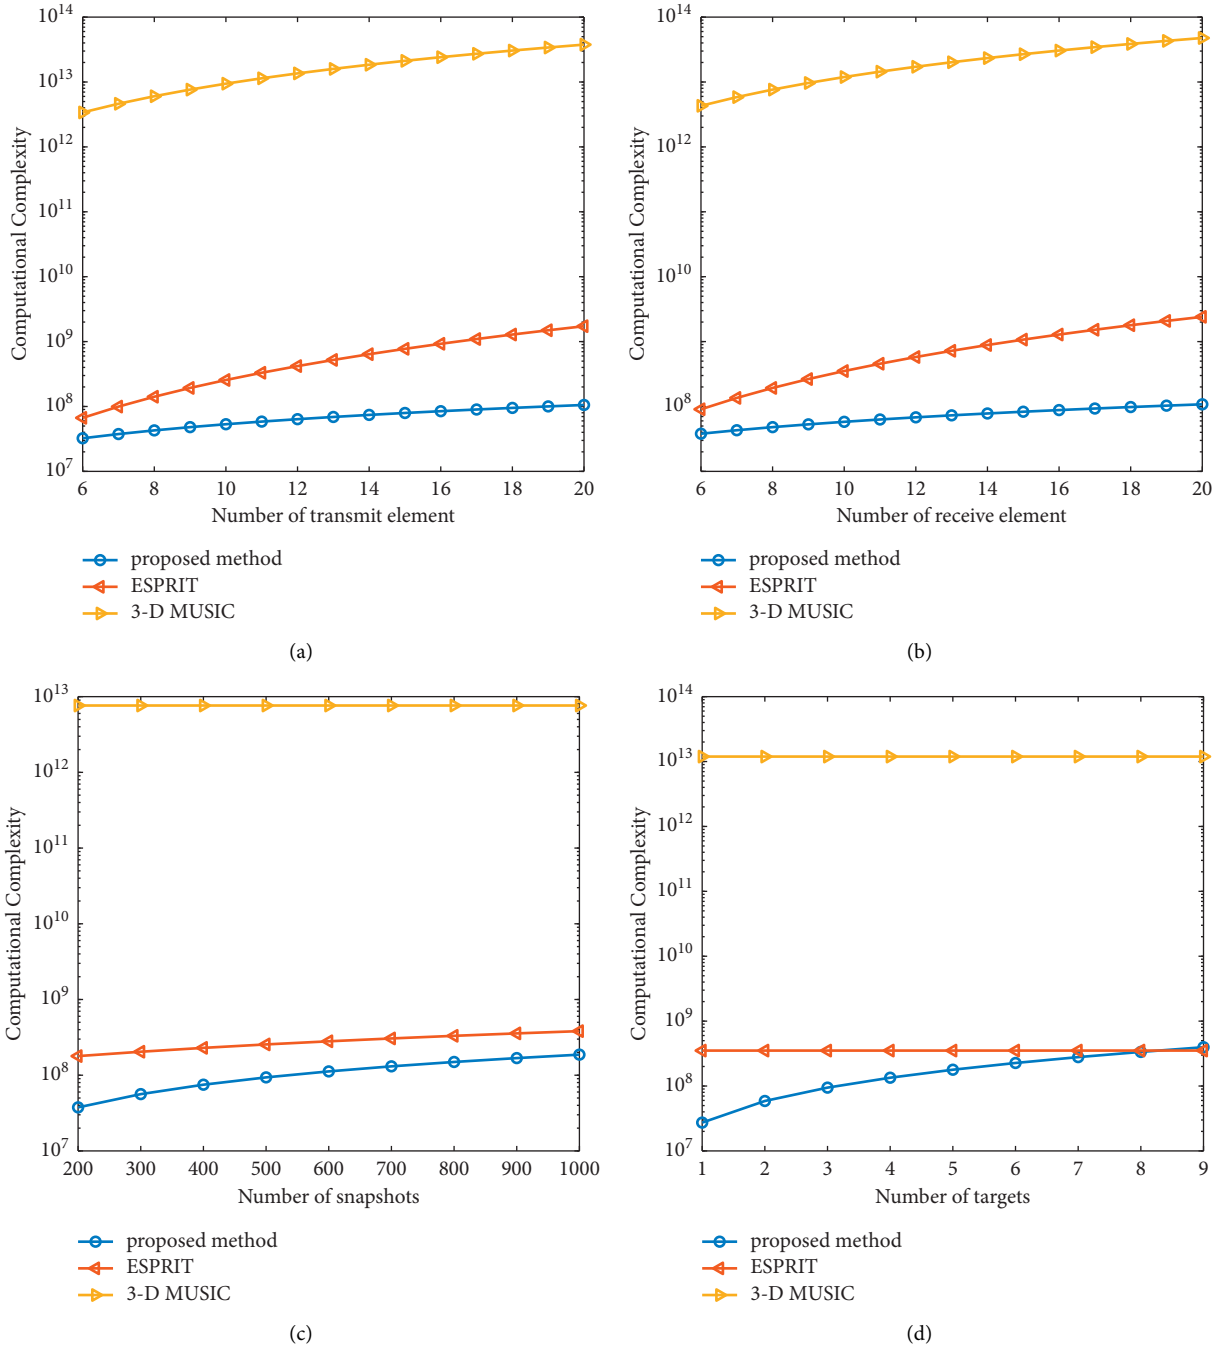 10^14
10^13
10^12
10^11
10^10
10^9
10^8
10^7
Computational Complexity
6 8 10 12 14 16 18 20
Number of transmit element
proposed method
ESPRIT
3-D MUSIC
(a)
10^14
10^12
10^10
10^8
Computational Complexity
6 8 10 12 14 16 18 20
Number of receive element
proposed method
ESPRIT
3-D MUSIC
(b)
10^13
10^12
10^11
10^10
10^9
10^8
10^7
Computational Complexity
200 300 400 500 600 700 800 900 1000
Number of snapshots
proposed method
ESPRIT
3-D MUSIC
(c)
10^14
10^13
10^12
10^11
10^10
10^9
10^8
10^7
Computational Complexity
1 2 3 4 5 6 7 8 9
Number of targets
proposed method
ESPRIT
3-D MUSIC
(d)